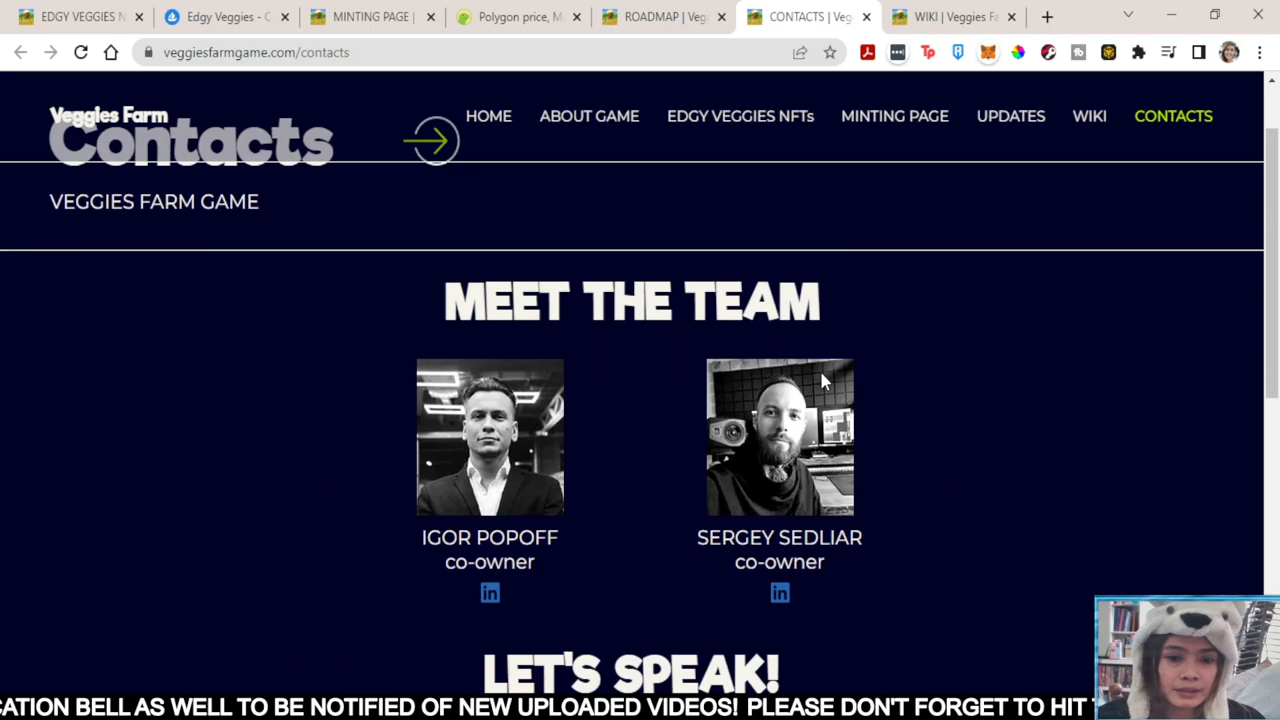 EDGY VEGGIES N
Edgy Veggies - C
MINTING PAGE |
Polygon price, M
ROADMAP | Veg
CONTACTS | Veg
WIKI | Veggies Fa
veggiesfarmgame.com/contacts
Veggies Farm
Contacts
HOME
ABOUT GAME
EDGY VEGGIES NFTs
MINTING PAGE
UPDATES
WIKI
CONTACTS
VEGGIES FARM GAME
MEET THE TEAM
IGOR POPOFF
co-owner
in
SERGEY SEDLIAR
co-owner
in
LET'S SPEAK!
CATION BELL AS WELL TO BE NOTIFIED OF NEW UPLOADED VIDEOS! PLEASE DON'T FORGET TO HIT